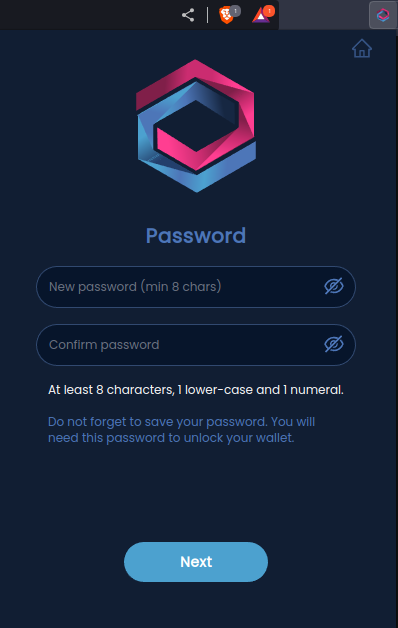 1
1
Password
New password (min 8 chars)
Confirm password
At least 8 characters, 1 lower-case and 1 numeral.
Do not forget to save your password. You will
need this password to unlock your wallet.
Next